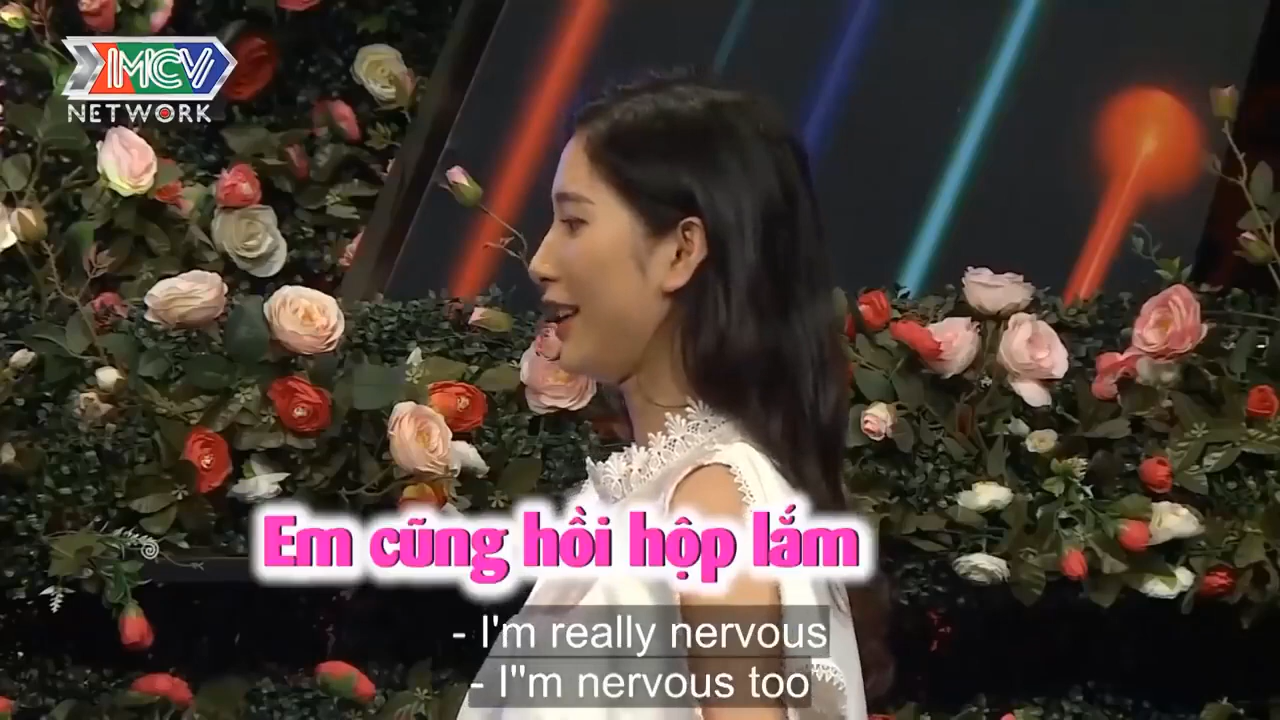 MCV
NETWORK
Em cũng hồi hộp lắm
- I'm really nervous
- I"m nervous too